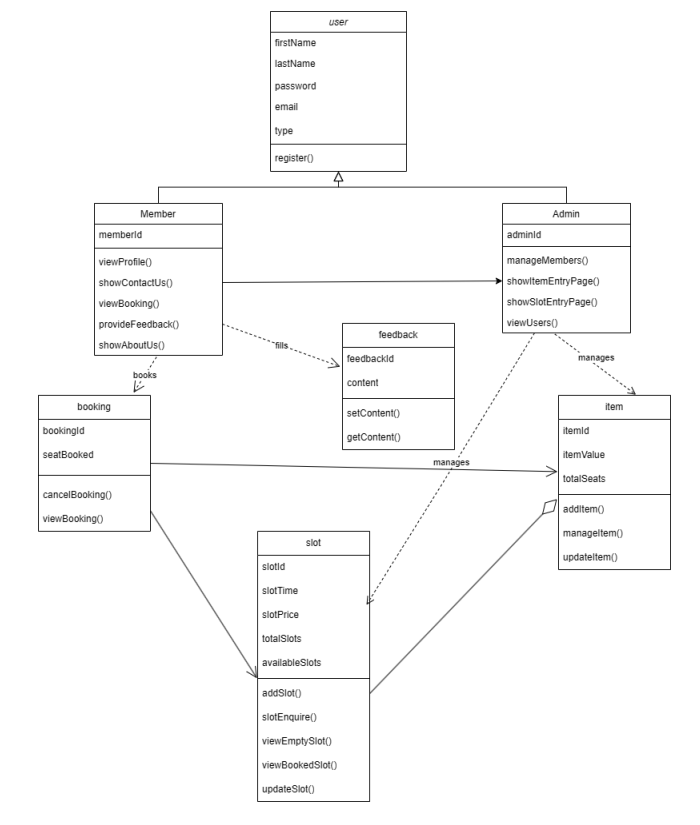 user
firstName
lastName
password
email
type
register()
Member
memberId
viewProfile()
showContactUs()
viewBooking()
provideFeedback()
showAboutUs()
Admin
adminId
manageMembers()
showItemEntryPage()
showSlotEntryPage()
viewUsers()
fills
books
manages
feedback
feedbackId
content
setContent()
getContent()
booking
bookingId
seatBooked
cancelBooking()
viewBooking()
manages
item
itemId
itemValue
totalSeats
addItem()
manageItem()
updateItem()
slot
slotId
slotTime
slotPrice
totalSlots
availableSlots
addSlot()
slotEnquire()
viewEmptySlot()
viewBookedSlot()
updateSlot()